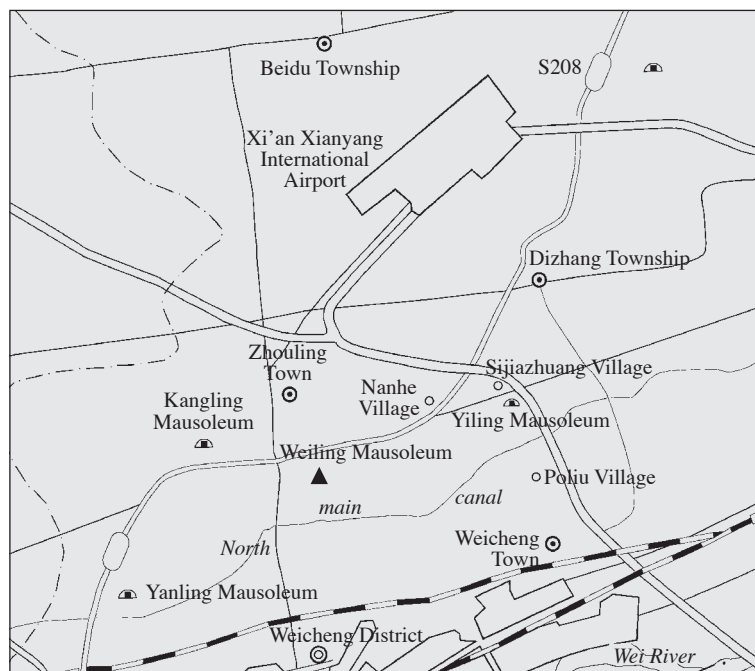 Beidu Township
S208
Xi'an Xianyang
International
Airport
Dizhang Township
Zhouling
Town
Sijiazhuang Village
Nanhe
Village
Kangling
Mausoleum
Yiling Mausoleum
Weiling Mausoleum
Poliu Village
main
canal
North
Weicheng
Town
Yanling Mausoleum
Weicheng District
Wei River